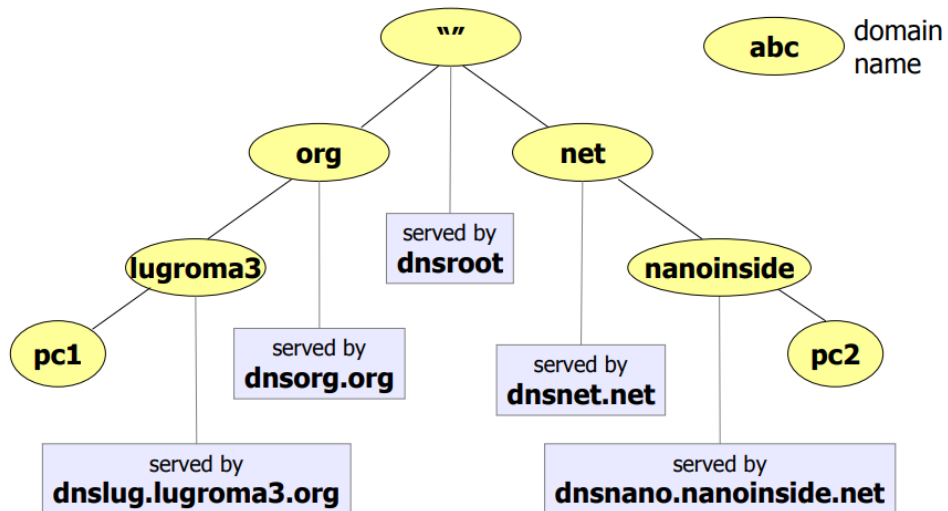 “”
abc
domain
name
org
net
served by
dnsroot
lugroma3
nanoinside
pc1
served by
dnsorg.org
served by
dnsnet.net
pc2
served by
dnslug.lugroma3.org
served by
dnsnano.nanoinside.net